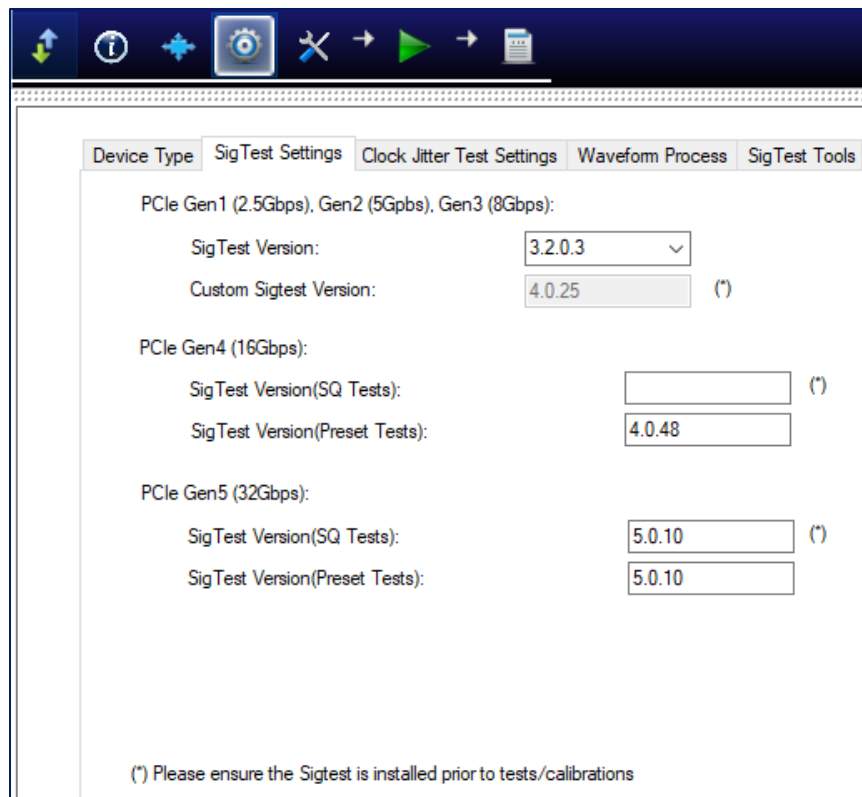 Device Type SigTest Settings Clock Jitter Test Settings Waveform Process SigTest Tools
PCIe Gen1 (2.5Gbps), Gen2 (5Gpbs), Gen3 (8Gbps):
SigTest Version: 3.2.0.3
Custom Sigtest Version: 4.0.25 (*)
PCIe Gen4 (16Gbps):
SigTest Version(SQ Tests): (*)
SigTest Version(Preset Tests): 4.0.48
PCIe Gen5 (32Gbps):
SigTest Version(SQ Tests): 5.0.10 (*)
SigTest Version(Preset Tests): 5.0.10
(*) Please ensure the Sigtest is installed prior to tests/calibrations